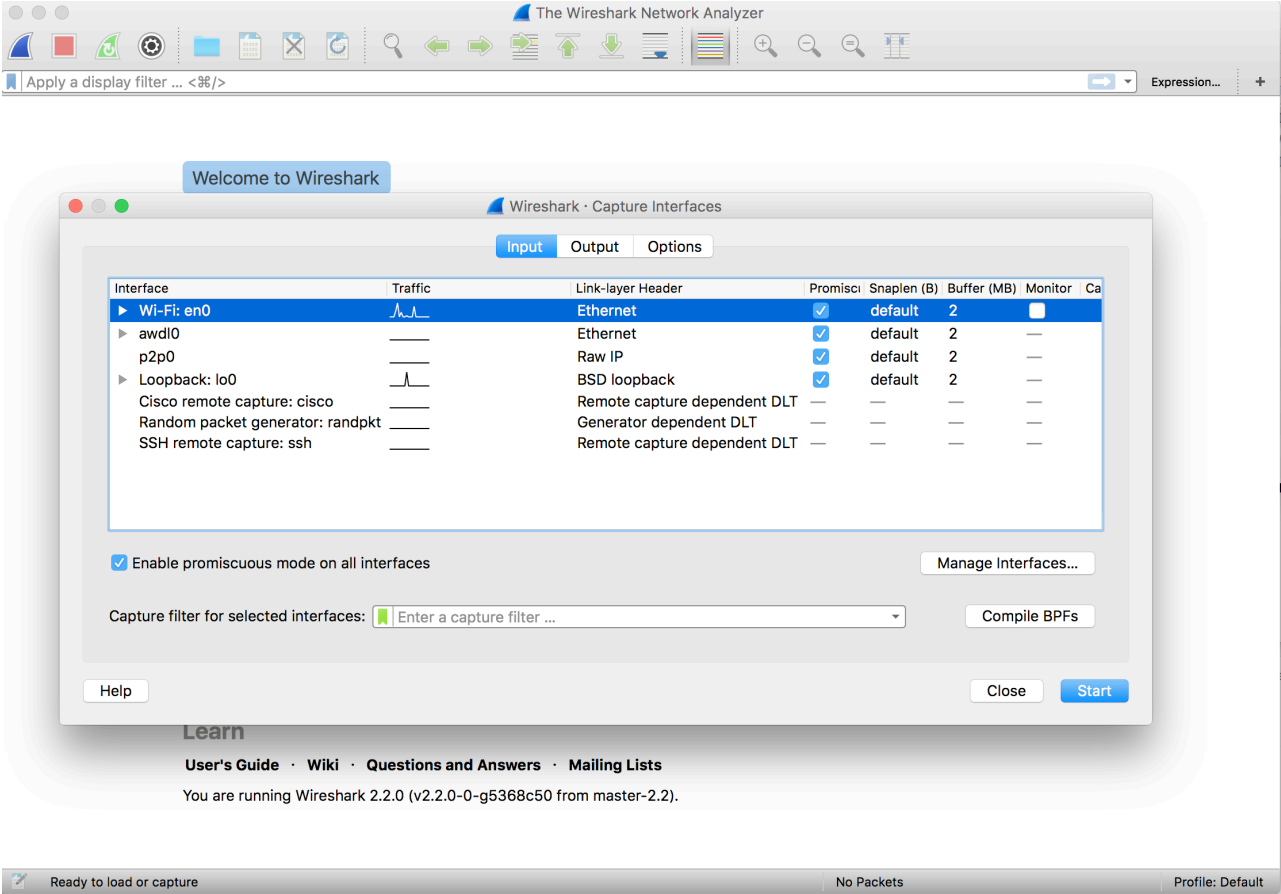 The Wireshark Network Analyzer
Apply a display filter ... <⌘/>
Expression...
+
Welcome to Wireshark
Wireshark · Capture Interfaces
Input Output Options
Interface Traffic Link-layer Header Promisc Snaplen (B) Buffer (MB) Monitor Ca
Wi-Fi: en0 Ethernet default 2
awdl0 Ethernet default 2 —
p2p0 Raw IP default 2 —
Loopback: lo0 BSD loopback default 2 —
Cisco remote capture: cisco Remote capture dependent DLT — — — —
Random packet generator: randpkt Generator dependent DLT — — — —
SSH remote capture: ssh Remote capture dependent DLT — — — —
Enable promiscuous mode on all interfaces
Manage Interfaces...
Capture filter for selected interfaces: Enter a capture filter ...
Compile BPFs
Help Close Start
Learn
User's Guide · Wiki · Questions and Answers · Mailing Lists
You are running Wireshark 2.2.0 (v2.2.0-0-g5368c50 from master-2.2).
Ready to load or capture No Packets Profile: Default